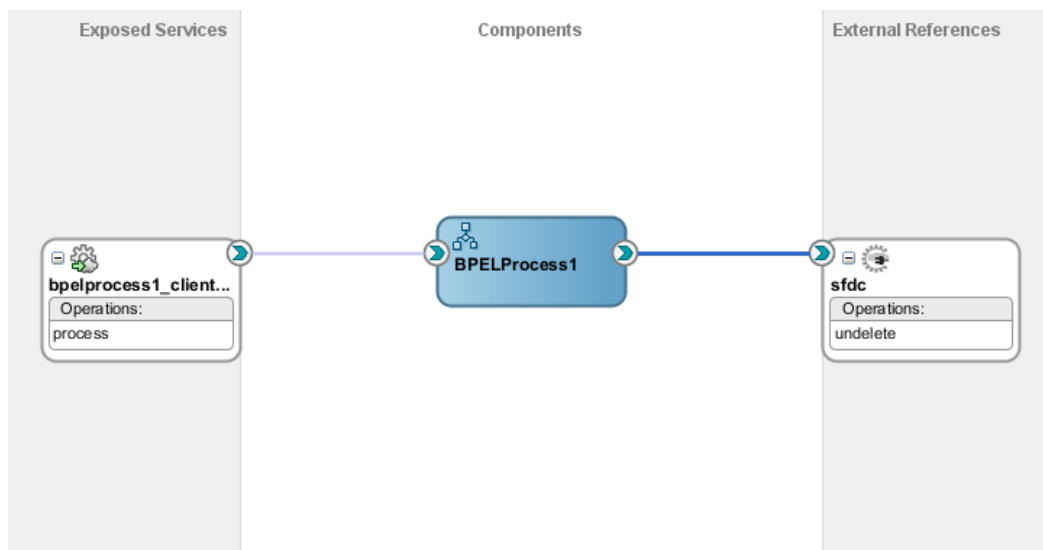 Exposed Services
Components
External References
bpelprocess1_client...
Operations:
process
BPELProcess1
sfdc
Operations:
undelete